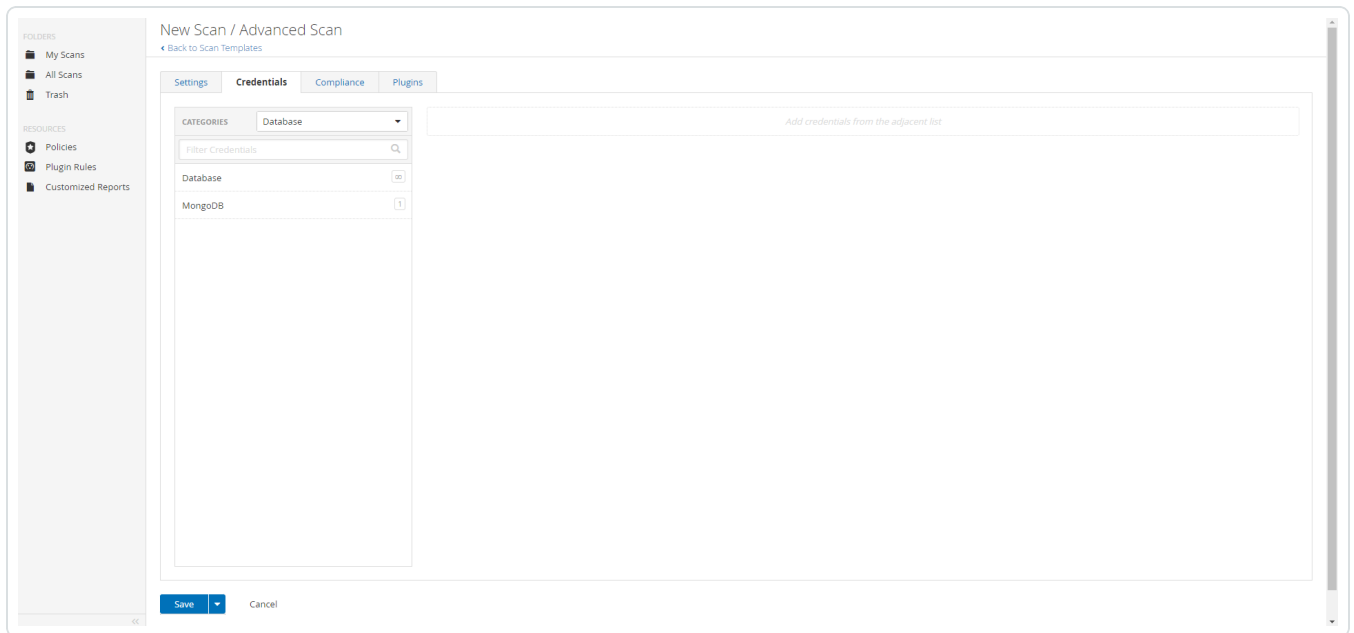 FOLDERS
My Scans
All Scans
Trash
RESOURCES
Policies
Plugin Rules
Customized Reports
New Scan / Advanced Scan
Back to Scan Templates
Settings Credentials Compliance Plugins
CATEGORIES Database
Filter Credentials
Database ∞
MongoDB 1
Add credentials from the adjacent list
Save Cancel